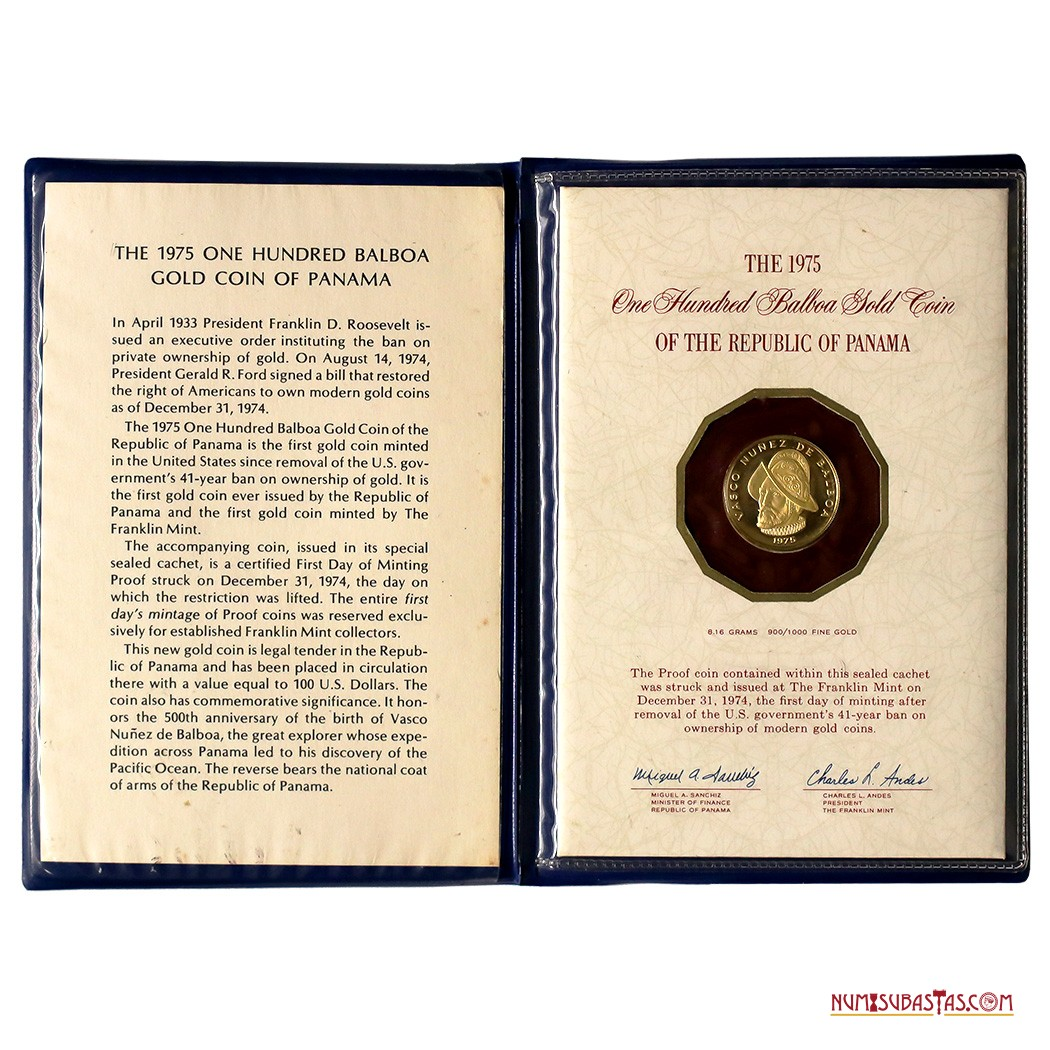 THE 1975 ONE HUNDRED BALBOA
GOLD COIN OF PANAMA
In April 1933 President Franklin D. Roosevelt is-
sued an executive order instituting the ban on
private ownership of gold. On August 14, 1974,
President Gerald R. Ford signed a bill that restored
the right of Americans to own modern gold coins
as of December 31, 1974.
The 1975 One Hundred Balboa Gold Coin of the
Republic of Panama is the first gold coin minted
in the United States since removal of the U.S. gov-
ernment's 41-year ban on ownership of gold. It is
the first gold coin ever issued by the Republic of
Panama and the first gold coin minted by The
Franklin Mint.
The accompanying coin, issued in its special
sealed cachet, is a certified First Day of Minting
Proof struck on December 31, 1974, the day on
which the restriction was lifted. The entire first
day's mintage of Proof coins was reserved exclu-
sively for established Franklin Mint collectors.
This new gold coin is legal tender in the Repub-
lic of Panama and has been placed in circulation
there with a value equal to 100 U.S. Dollars. The
coin also has commemorative significance. It hon-
ors the 500th anniversary of the birth of Vasco
Nuñez de Balboa, the great explorer whose expe-
dition across Panama led to his discovery of the
Pacific Ocean. The reverse bears the national coat
of arms of the Republic of Panama.
THE 1975
One Hundred Balboa Gold Coin
OF THE REPUBLIC OF PANAMA
VASCO NUÑEZ DE BALBOA
1975
8.16 GRAMS 900/1000 FINE GOLD
The Proof coin contained within this sealed cachet
was struck and issued at The Franklin Mint on
December 31, 1974, the first day of minting after
removal of the U.S. government's 41-year ban on
ownership of modern gold coins.
Miguel A. Sanchiz
MIGUEL A. SANCHIZ
MINISTER OF FINANCE
REPUBLIC OF PANAMA
Charles L. Andes
CHARLES L. ANDES
PRESIDENT
THE FRANKLIN MINT
NUMISUBASTAS.COM